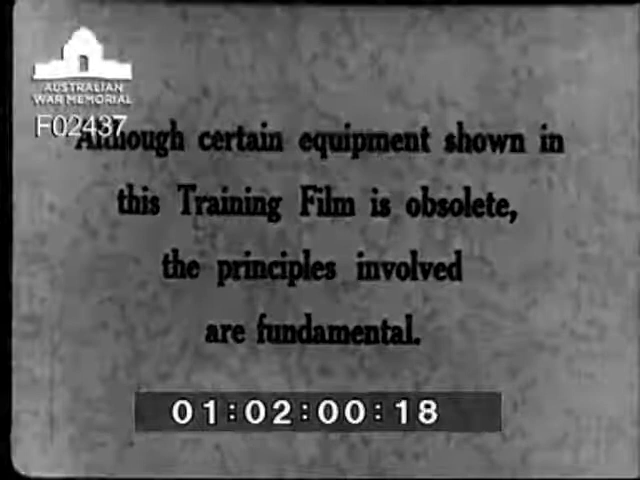 AUSTRALIAN
WAR MEMORIAL
F02437
Although certain equipment shown in
this Training Film is obsolete,
the principles involved
are fundamental.
01:02:00:18